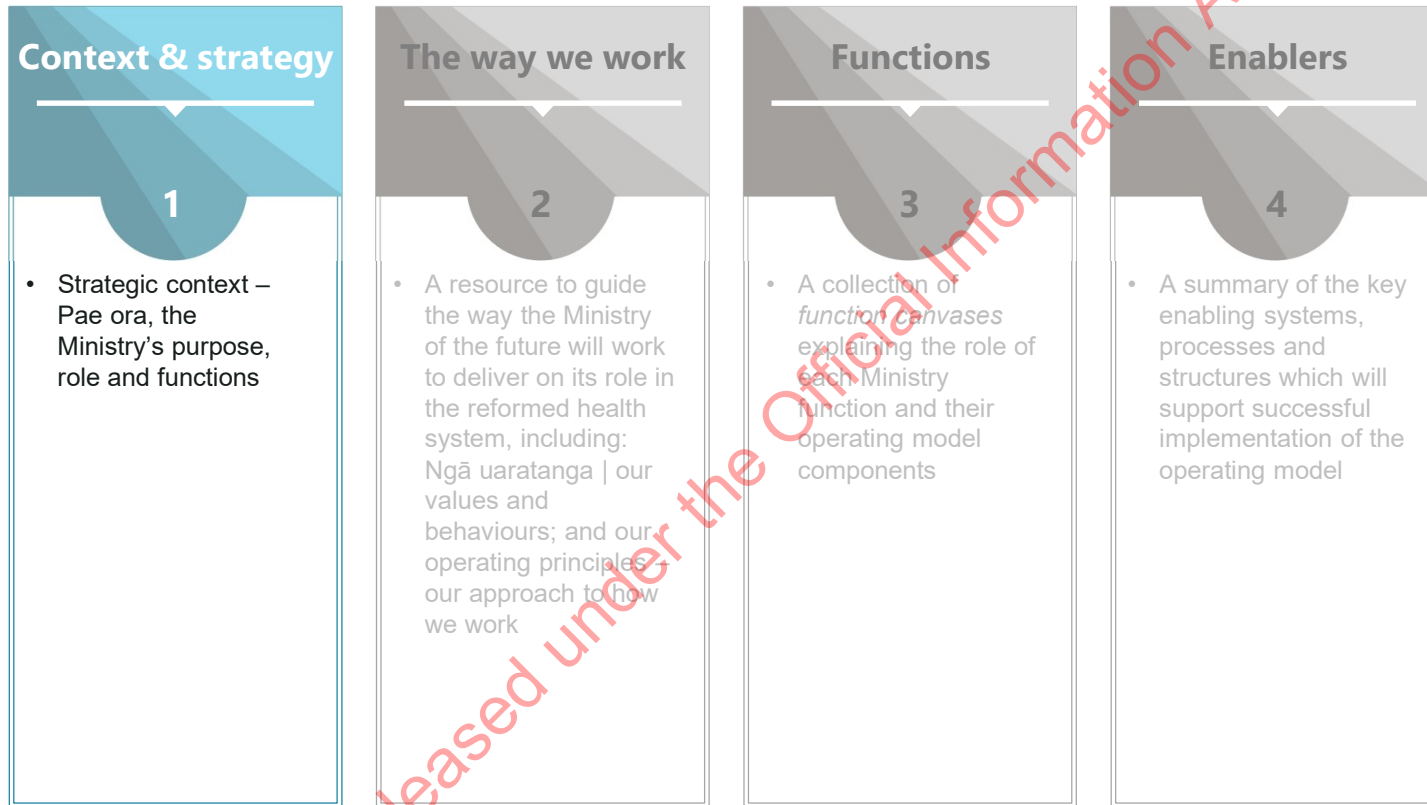 Context & strategy
1
• Strategic context –
Pae ora, the
Ministry’s purpose,
role and functions
The way we work
2
• A resource to guide
the way the Ministry
of the future will work
to deliver on its role in
the reformed health
system, including:
Ngā uaratanga | our
values and
behaviours; and our
operating principles –
our approach to how
we work
Functions
3
• A collection of
function canvases
explaining the role of
each Ministry
function and their
operating model
components
Enablers
4
• A summary of the key
enabling systems,
processes and
structures which will
support successful
implementation of the
operating model
eased under the Official Information A